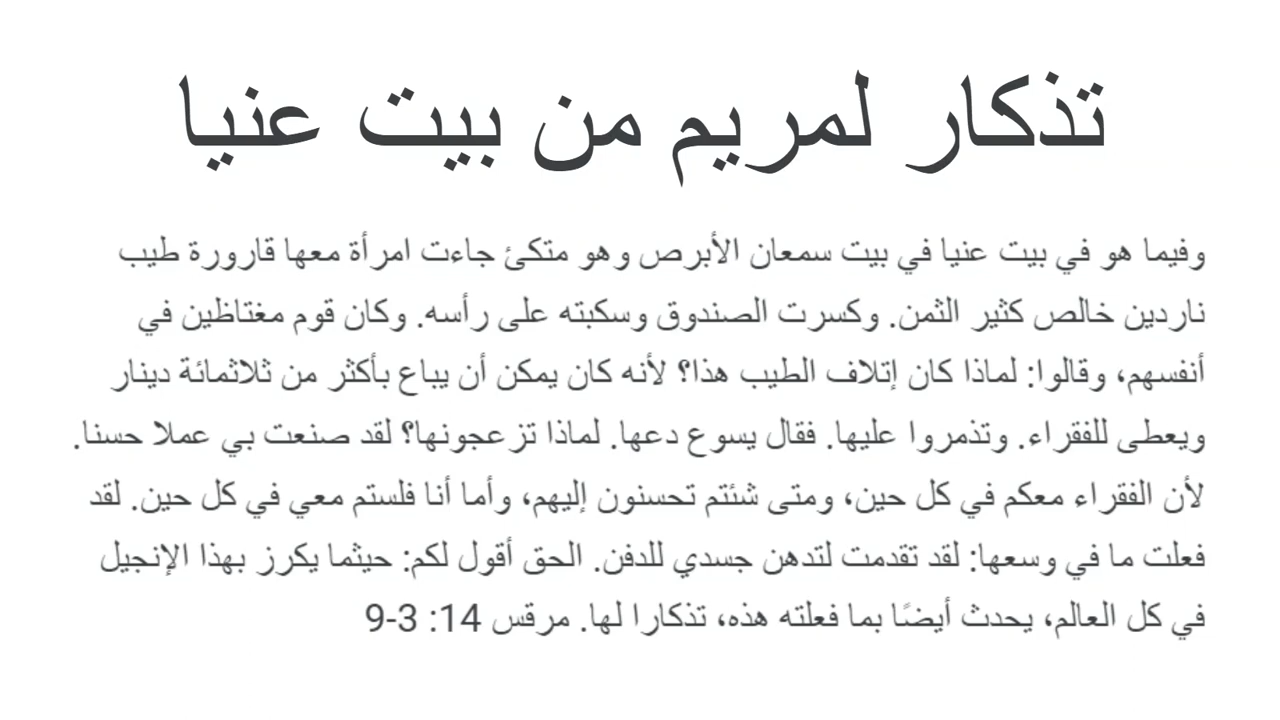 تذكار لمريم من بيت عنيا
وفيما هو في بيت عنيا في بيت سمعان الأبرص وهو متكئ جاءت امرأة معها قارورة طيب
ناردين خالص كثير الثمن. وكسرت الصندوق وسكبته على رأسه. وكان قوم مغتاظين في
أنفسهم، وقالوا: لماذا كان إتلاف الطيب هذا؟ لأنه كان يمكن أن يباع بأكثر من ثلاثمائة دينار
ويعطى للفقراء. وتذمروا عليها. فقال يسوع دعها. لماذا تزعجونها؟ لقد صنعت بي عملا حسنا.
لأن الفقراء معكم في كل حين، ومتى شئتم تحسنون إليهم، وأما أنا فلستم معي في كل حين. لقد
فعلت ما في وسعها: لقد تقدمت لتدهن جسدي للدفن. الحق أقول لكم: حيثما يكرز بهذا الإنجيل
في كل العالم، يحدث أيضًا بما فعلته هذه، تذكارا لها. مرقس 14: 3-9